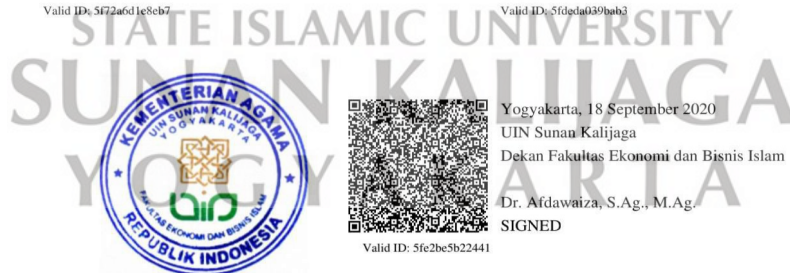 Valid ID: 5f72a6d1e8eb7
Valid ID: 5fdeda039bab3
STATE ISLAMIC UNIVERSITY
SUNAN KALIJAGA
YOGYAKARTA
KEMENTERIAN AGAMA
UIN SUNAN KALIJAGA
YOGYAKARTA
uin
FAKULTAS EKONOMI DAN BISNIS ISLAM
REPUBLIK INDONESIA
Valid ID: 5fe2be5b22441
Yogyakarta, 18 September 2020
UIN Sunan Kalijaga
Dekan Fakultas Ekonomi dan Bisnis Islam
Dr. Afdawaiza, S.Ag., M.Ag.
SIGNED